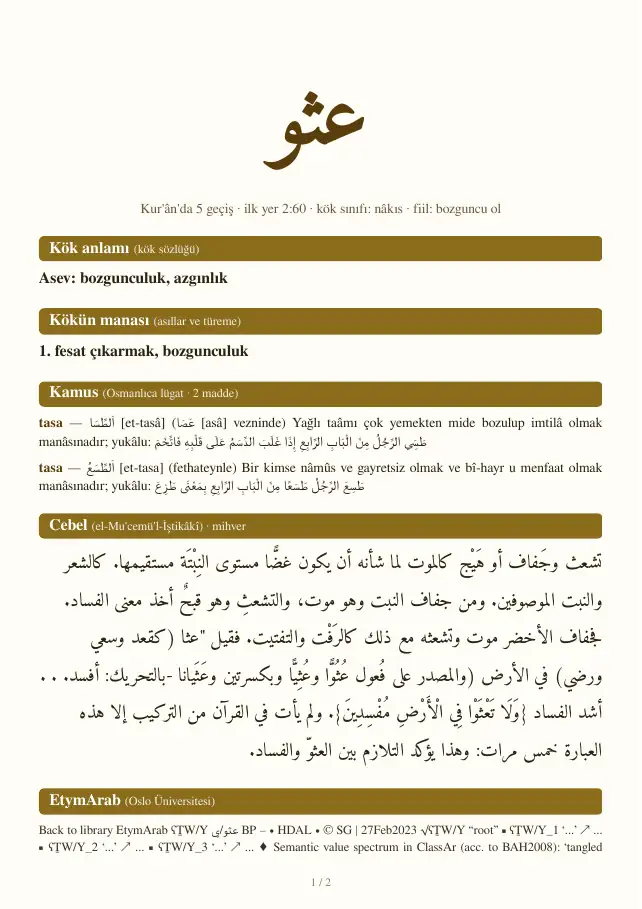 عثو
Kur'ân'da 5 geçiş · ilk yer 2:60 · kök sınıfı: nâkıs · fiil: bozguncu ol
Kök anlamı (kök sözlüğü)
Asev: bozgunculuk, azgınlık
Kökün manası (asıllar ve türeme)
1. fesat çıkarmak, bozgunculuk
Kamus (Osmanlıca lügat · 2 madde)
tasa — اَلطَّسَا [et-tasâ] (عَصَا [asâ] vezninde) Yağlı taâmı çok yemekten mide bozulup imtilâ olmak
manâsınadır; yukâlu: طَسِيَ الرَّجُلُ مِنَ الْبَابِ الرَّابِعِ إِذَا غَلَبَ الدَّسَمُ عَلَى قَلْبِهِ فَاتَّخَمَ
tasa — اَلطَّسَعُ [et-tasa] (fethateynle) Bir kimse nâmûs ve gayretsiz olmak ve bî-hayr u menfaat olmak
manâsınadır; yukâlu: طَسِعَ الرَّجُلُ طَسَعًا مِنَ الْبَابِ الرَّابِعِ بِمَعْنَى طَزِعَ
Cebel (el-Mu'cemü'l-İştikâkî) · mihver
تشعث وجَفاف أو هَيْج كالموت لما شأنه أن يكون غضًّا مستوى النِبْتَة مستقيمها. كالشعر
والنبت الموصوفين. ومن جفاف النبت وهو موت، والتشعثِ وهو قبحٌ أخذ معنى الفساد.
فجفاف الأخضر موت وتشعثه مع ذلك كالرَفْت والتفتيت. فقيل "عثا (كقعد وسعي
ورضي) في الأرض (والمصدر على فُعول عُثُوًّا وعُثِيًّا وبكسرتين وعَثَيانا -بالتحريك: أفسد. . .
أشد الفساد {وَلَا تَعْثَوْا فِي الْأَرْضِ مُفْسِدِينَ}. ولم يأت في القرآن من التركيب إلا هذه
العبارة خمس مرات: وهذا يؤكد التلازم بين العثوّ والفساد.
EtymArab (Oslo Üniversitesi)
Back to library EtymArab ʕṮW/Y عثو/ي BP – • HDAL • © SG | 27Feb2023 √ʕṮW/Y “root” ▪ ʕṮW/Y_1 ‘...’ ↗ ...
▪ ʕṮW/Y_2 ‘...’ ↗ ... ▪ ʕṮW/Y_3 ‘...’ ↗ ... ♦ Semantic value spectrum in ClassAr (acc. to BAH2008): ‘tangled
1 / 2